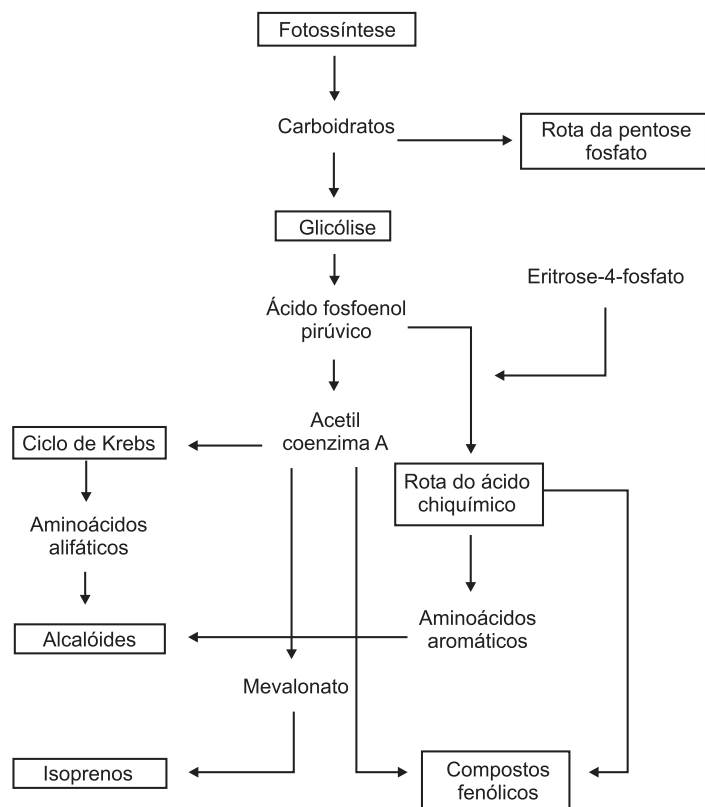 Fotossíntese
Carboidratos
Rota da pentose
fosfato
Glicólise
Eritrose-4-fosfato
Ácido fosfoenol
pirúvico
Acetil
coenzima A
Ciclo de Krebs
Rota do ácido
chiquímico
Aminoácidos
alifáticos
Aminoácidos
aromáticos
Alcalóides
Mevalonato
Isoprenos
Compostos
fenólicos